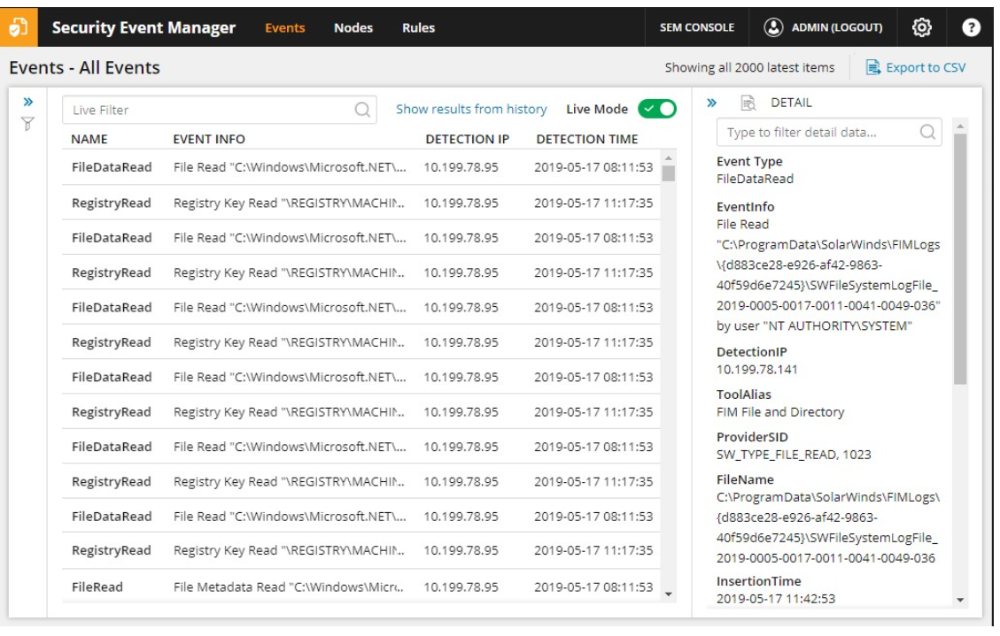 Security Event Manager Events Nodes Rules SEM CONSOLE ADMIN (LOGOUT) ?
Events - All Events Showing all 2000 latest items Export to CSV
Live Filter Show results from history Live Mode
NAME EVENT INFO DETECTION IP DETECTION TIME
FileDataRead File Read "C:\Windows\Microsoft.NET\... 10.199.78.95 2019-05-17 08:11:53
RegistryRead Registry Key Read "\REGISTRY\MACHIN... 10.199.78.95 2019-05-17 11:17:35
FileDataRead File Read "C:\Windows\Microsoft.NET\... 10.199.78.95 2019-05-17 08:11:53
RegistryRead Registry Key Read "\REGISTRY\MACHIN... 10.199.78.95 2019-05-17 11:17:35
FileDataRead File Read "C:\Windows\Microsoft.NET\... 10.199.78.95 2019-05-17 08:11:53
RegistryRead Registry Key Read "\REGISTRY\MACHIN... 10.199.78.95 2019-05-17 11:17:35
FileDataRead File Read "C:\Windows\Microsoft.NET\... 10.199.78.95 2019-05-17 08:11:53
RegistryRead Registry Key Read "\REGISTRY\MACHIN... 10.199.78.95 2019-05-17 11:17:35
FileDataRead File Read "C:\Windows\Microsoft.NET\... 10.199.78.95 2019-05-17 08:11:53
RegistryRead Registry Key Read "\REGISTRY\MACHIN... 10.199.78.95 2019-05-17 11:17:35
FileDataRead File Read "C:\Windows\Microsoft.NET\... 10.199.78.95 2019-05-17 08:11:53
RegistryRead Registry Key Read "\REGISTRY\MACHIN... 10.199.78.95 2019-05-17 11:17:35
FileRead File Metadata Read "C:\Windows\Micro... 10.199.78.95 2019-05-17 08:11:53
DETAIL
Type to filter detail data...
Event Type
FileDataRead
EventInfo
File Read
"C:\ProgramData\SolarWinds\FIMLogs
\{d883ce28-e926-af42-9863-
40f59d6e7245}\SWFileSystemLogFile_
2019-0005-0017-0011-0041-0049-036"
by user "NT AUTHORITY\SYSTEM"
DetectionIP
10.199.78.141
ToolAlias
FIM File and Directory
ProviderSID
SW_TYPE_FILE_READ, 1023
FileName
C:\ProgramData\SolarWinds\FIMLogs\
{d883ce28-e926-af42-9863-
40f59d6e7245}\SWFileSystemLogFile_
2019-0005-0017-0011-0041-0049-036
InsertionTime
2019-05-17 11:42:53